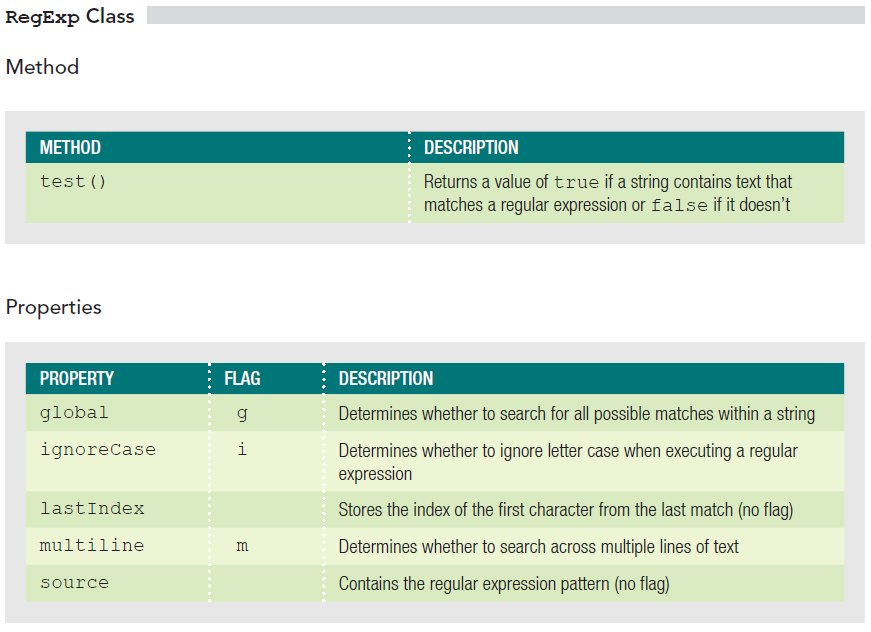 RegExp Class
Method
METHOD DESCRIPTION
test() Returns a value of true if a string contains text that
matches a regular expression or false if it doesn’t
Properties
PROPERTY FLAG DESCRIPTION
global g Determines whether to search for all possible matches within a string
ignoreCase i Determines whether to ignore letter case when executing a regular
expression
lastIndex Stores the index of the first character from the last match (no flag)
multiline m Determines whether to search across multiple lines of text
source Contains the regular expression pattern (no flag)